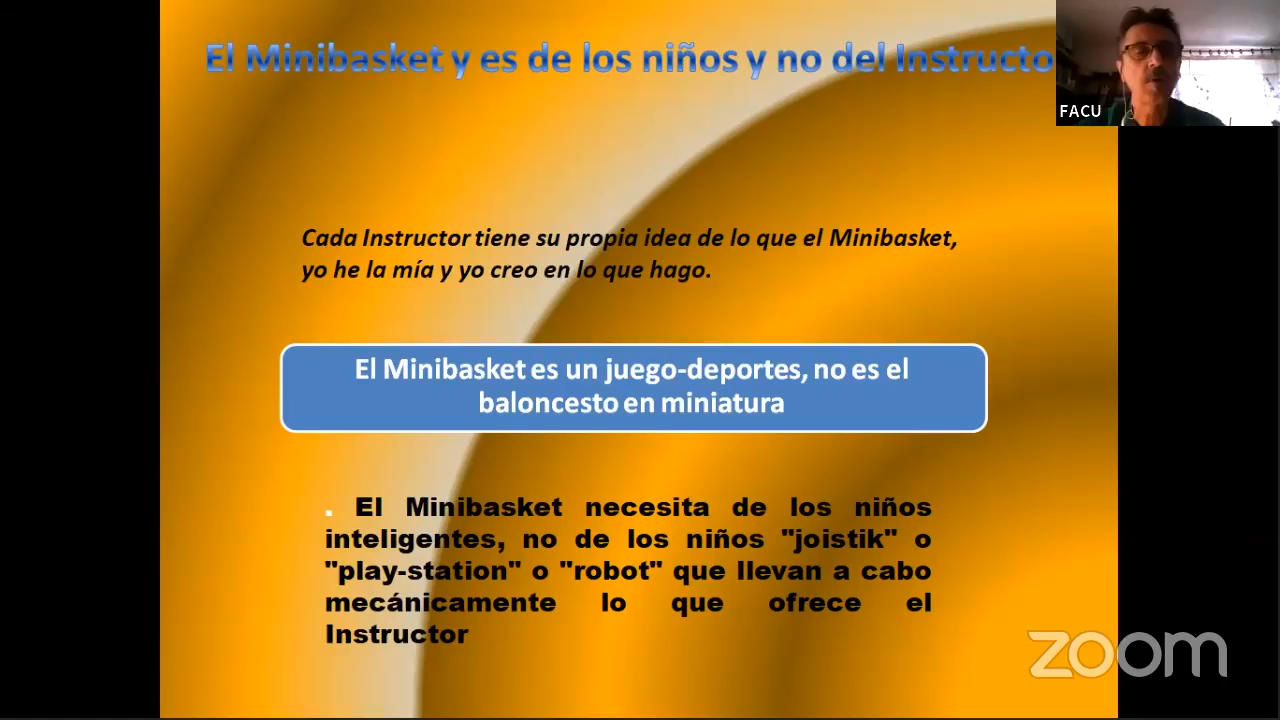 El Minibasket y es de los niños y no del Instructo
FACU
Cada Instructor tiene su propia idea de lo que el Minibasket,
yo he la mía y yo creo en lo que hago.
El Minibasket es un juego-deportes, no es el
baloncesto en miniatura
. El Minibasket necesita de los niños
inteligentes, no de los niños "joistik" o
"play-station" o "robot" que llevan a cabo
mecánicamente lo que ofrece el
Instructor
zoom